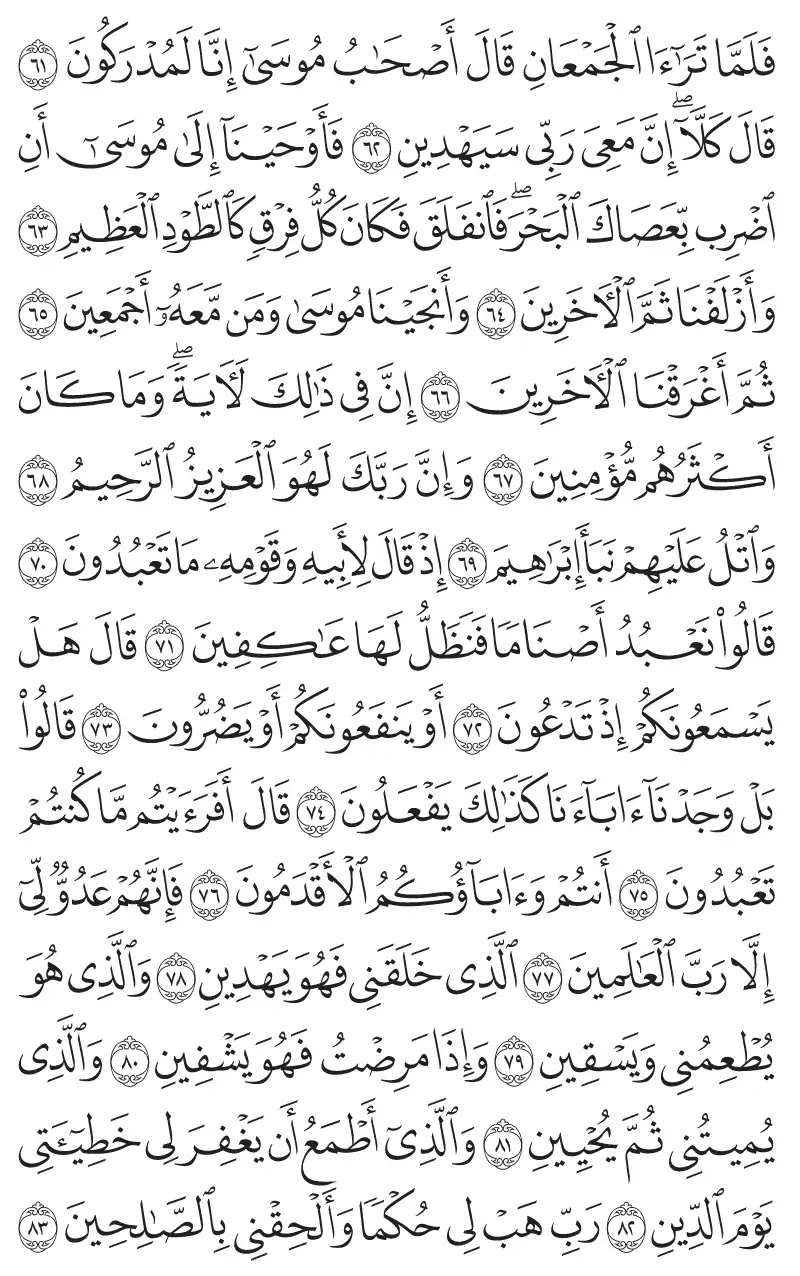 فَلَمَّا تَرَٰٓءَا ٱلۡجَمۡعَانِ قَالَ أَصۡحَٰبُ مُوسَىٰٓ إِنَّا لَمُدۡرَكُونَ ٦١
قَالَ كَلَّآۖ إِنَّ مَعِيَ رَبِّي سَيَهۡدِينِ ٦٢ فَأَوۡحَيۡنَآ إِلَىٰ مُوسَىٰٓ أَنِ
ٱضۡرِب بِّعَصَاكَ ٱلۡبَحۡرَۖ فَٱنفَلَقَ فَكَانَ كُلُّ فِرۡقٖ كَٱلطَّوۡدِ ٱلۡعَظِيمِ ٦٣
وَأَزۡلَفۡنَا ثَمَّ ٱلۡأٓخَرِينَ ٦٤ وَأَنجَيۡنَا مُوسَىٰ وَمَن مَّعَهُۥٓ أَجۡمَعِينَ ٦٥
ثُمَّ أَغۡرَقۡنَا ٱلۡأٓخَرِينَ ٦٦ إِنَّ فِي ذَٰلِكَ لَأٓيَةٗۖ وَمَا كَانَ
أَكۡثَرُهُم مُّؤۡمِنِينَ ٦٧ وَإِنَّ رَبَّكَ لَهُوَ ٱلۡعَزِيزُ ٱلرَّحِيمُ ٦٨
وَٱتۡلُ عَلَيۡهِمۡ نَبَأَ إِبۡرَٰهِيمَ ٦٩ إِذۡ قَالَ لِأَبِيهِ وَقَوۡمِهِۦ مَا تَعۡبُدُونَ ٧٠
قَالُواْ نَعۡبُدُ أَصۡنَامٗا فَنَظَلُّ لَهَا عَٰكِفِينَ ٧١ قَالَ هَلۡ
يَسۡمَعُونَكُمۡ إِذۡ تَدۡعُونَ ٧٢ أَوۡ يَنفَعُونَكُمۡ أَوۡ يَضُرُّونَ ٧٣ قَالُواْ
بَلۡ وَجَدۡنَآ ءَابَآءَنَا كَذَٰلِكَ يَفۡعَلُونَ ٧٤ قَالَ أَفَرَءَيۡتُم مَّا كُنتُمۡ
تَعۡبُدُونَ ٧٥ أَنتُمۡ وَءَابَآؤُكُمُ ٱلۡأَقۡدَمُونَ ٧٦ فَإِنَّهُمۡ عَدُوّٞ لِّيٓ
إِلَّا رَبَّ ٱلۡعَٰلَمِينَ ٧٧ ٱلَّذِي خَلَقَنِي فَهُوَ يَهۡدِينِ ٧٨ وَٱلَّذِي هُوَ
يُطۡعِمُنِي وَيَسۡقِينِ ٧٩ وَإِذَا مَرِضۡتُ فَهُوَ يَشۡفِينِ ٨٠ وَٱلَّذِي
يُمِيتُنِي ثُمَّ يُحۡيِينِ ٨١ وَٱلَّذِيٓ أَطۡمَعُ أَن يَغۡفِرَ لِي خَطِيٓـَٔتِي
يَوۡمَ ٱلدِّينِ ٨٢ رَبِّ هَبۡ لِي حُكۡمٗا وَأَلۡحِقۡنِي بِٱلصَّٰلِحِينَ ٨٣